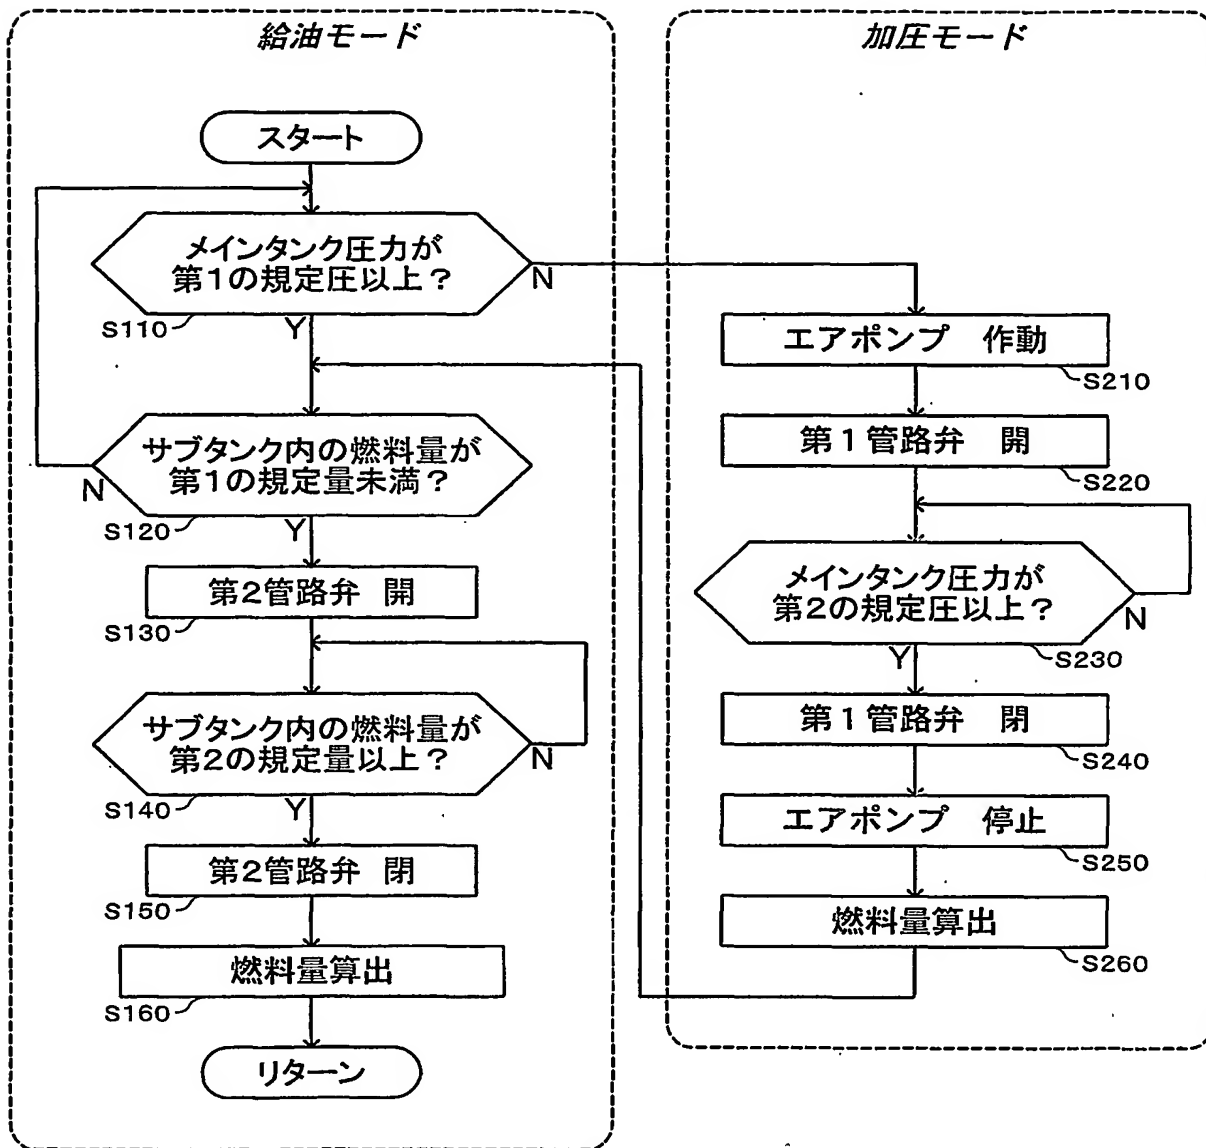 給油モード
スタート
メインタンク圧力が
第1の規定圧以上?
N
S110
Y
サブタンク内の燃料量が
第1の規定量未満?
N
S120
Y
第2管路弁 開
S130
サブタンク内の燃料量が
第2の規定量以上?
N
S140
Y
第2管路弁 閉
S150
燃料量算出
S160
リターン
加圧モード
エアポンプ 作動
S210
第1管路弁 開
S220
メインタンク圧力が
第2の規定圧以上?
N
Y
S230
第1管路弁 閉
S240
エアポンプ 停止
S250
燃料量算出
S260